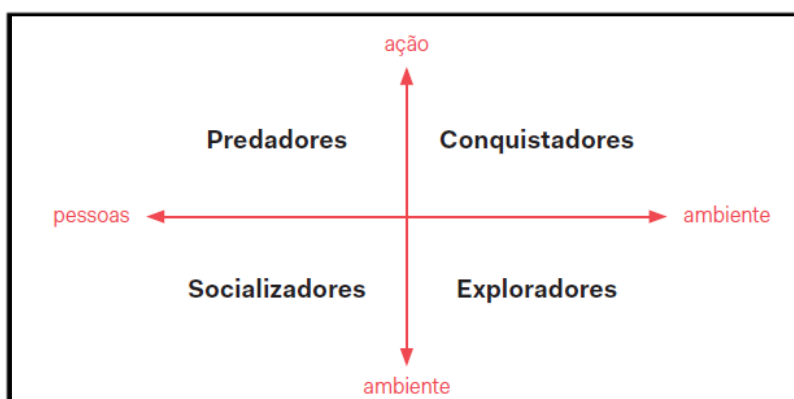 ação
Predadores Conquistadores
pessoas ambiente
Socializadores Exploradores
ambiente